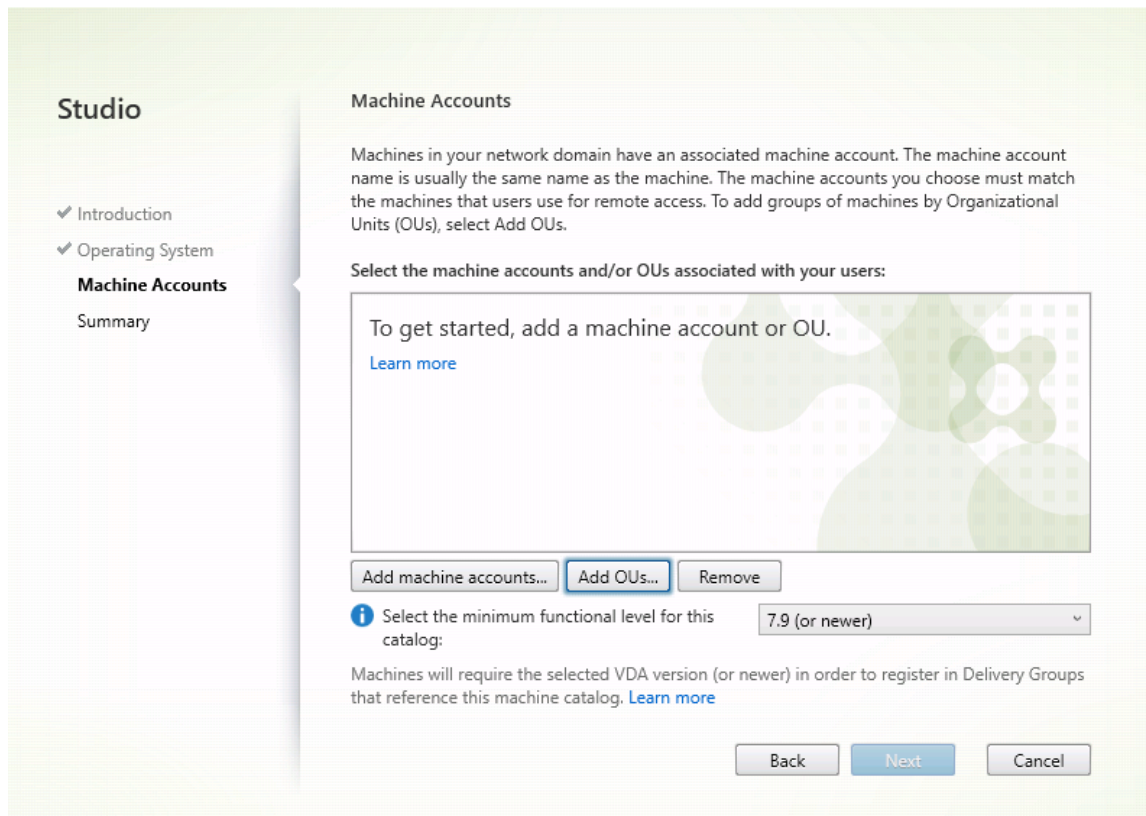 Studio
✔ Introduction
✔ Operating System
Machine Accounts
Summary
Machine Accounts
Machines in your network domain have an associated machine account. The machine account
name is usually the same name as the machine. The machine accounts you choose must match
the machines that users use for remote access. To add groups of machines by Organizational
Units (OUs), select Add OUs.
Select the machine accounts and/or OUs associated with your users:
To get started, add a machine account or OU.
Learn more
Add machine accounts... Add OUs... Remove
Select the minimum functional level for this
catalog:
7.9 (or newer)
Machines will require the selected VDA version (or newer) in order to register in Delivery Groups
that reference this machine catalog. Learn more
Back Next Cancel